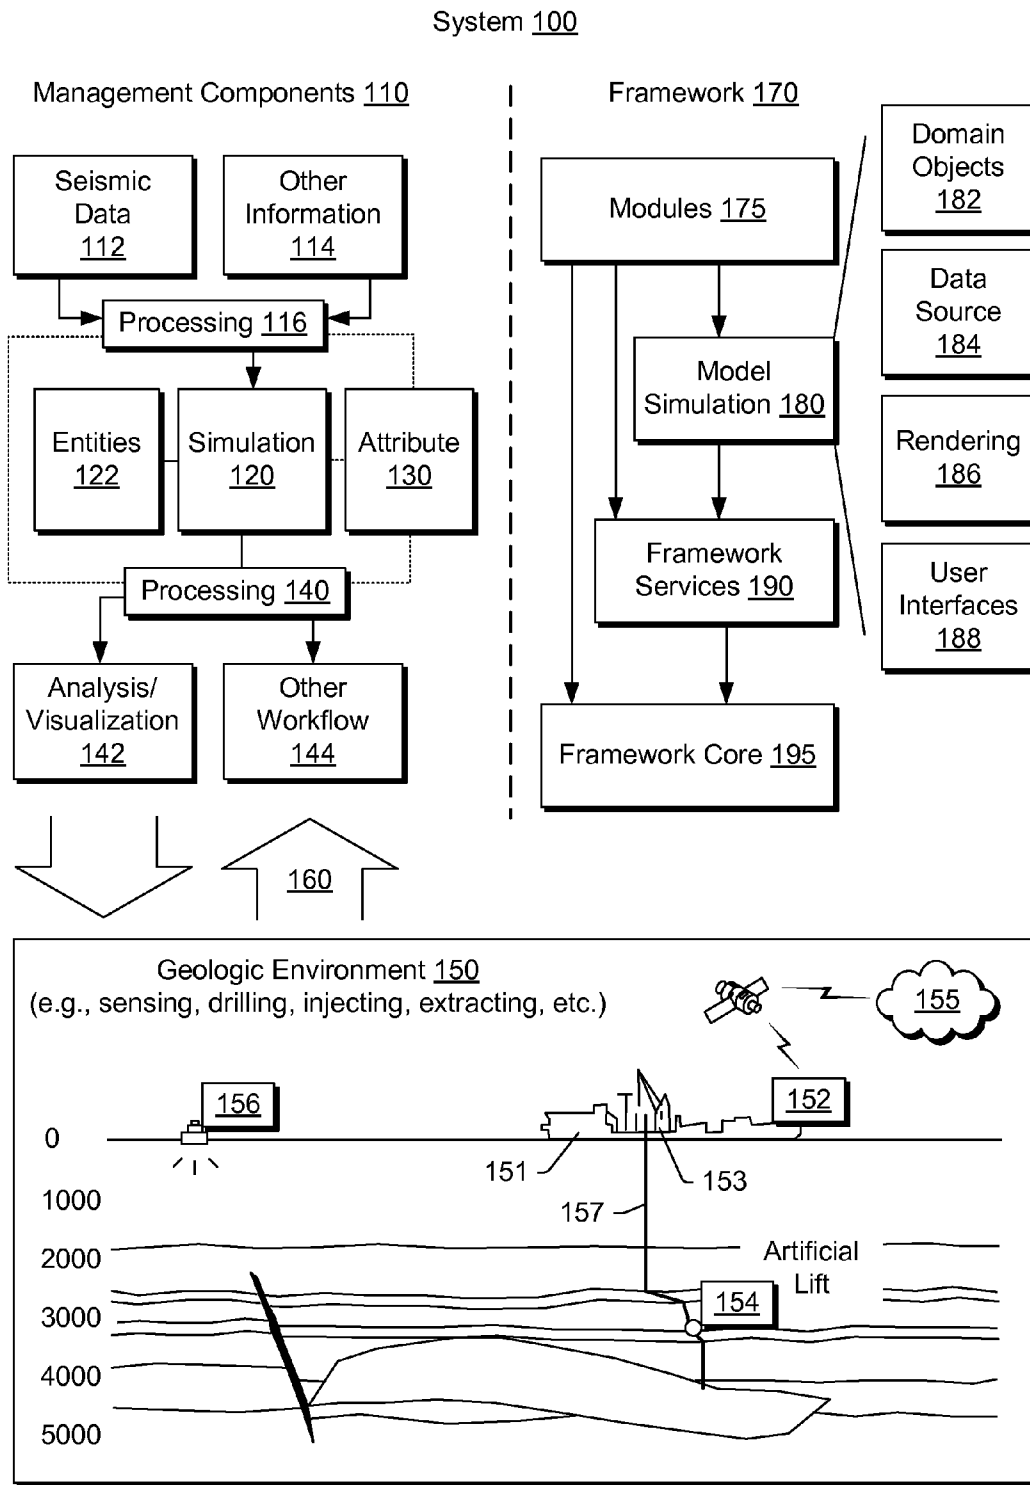 System 100
Management Components 110
Seismic
Data
112
Other
Information
114
Processing 116
Entities
122
Simulation
120
Attribute
130
Processing 140
Analysis/
Visualization
142
Other
Workflow
144
Framework 170
Modules 175
Model
Simulation 180
Framework
Services 190
Framework Core 195
Domain
Objects
182
Data
Source
184
Rendering
186
User
Interfaces
188
160
Geologic Environment 150
(e.g., sensing, drilling, injecting, extracting, etc.)
155
156
152
0
151
153
1000
157
2000
Artificial
Lift
154
3000
4000
5000